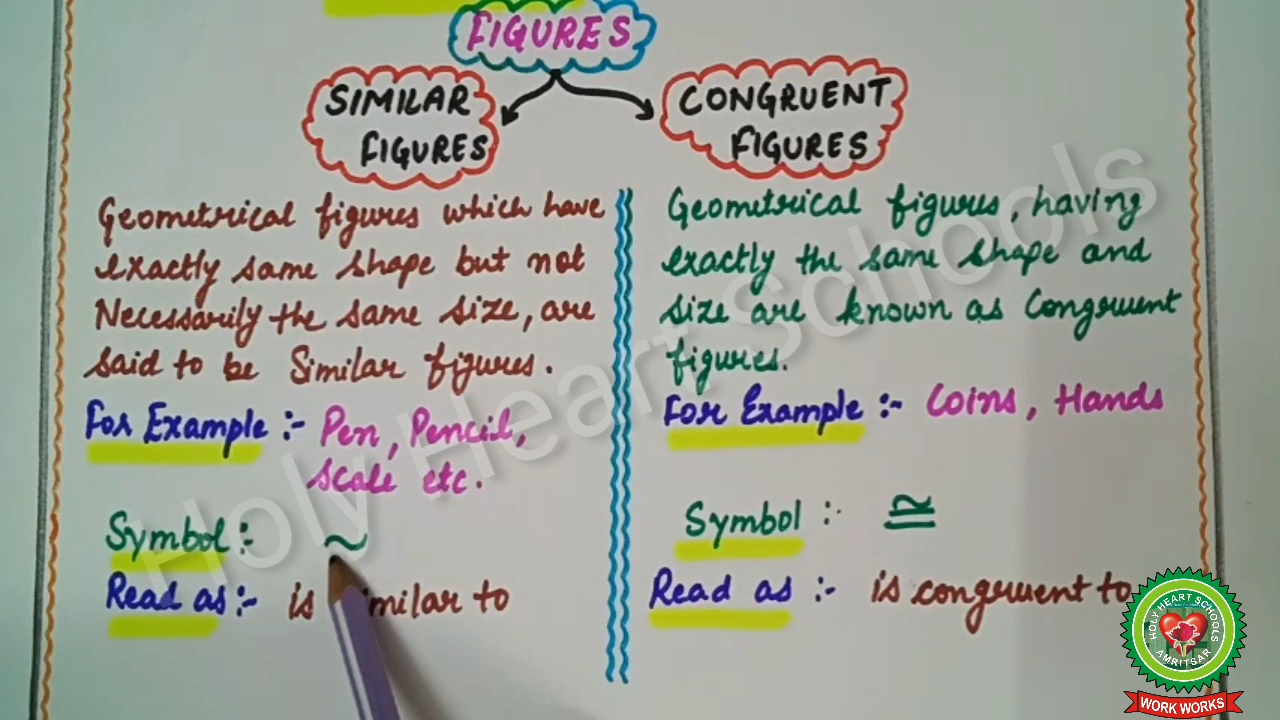 FIGURES
SIMILAR
FIGURES
Geometrical figures which have
exactly same shape but not
Necessarily the same size, are
said to be Similar figures.
For Example :- Pen, Pencil,
Scale etc.
Symbol :- ~
Read as :- is similar to
CONGRUENT
FIGURES
Geometrical figures, having
exactly the same shape and
size are known as Congruent
figures.
For Example :- Coins, Hands
Symbol :- ≅
Read as :- is congruent to
Holy Heart Schools
HOLY HEART SCHOOLS
AMRITSAR
WORK WORKS